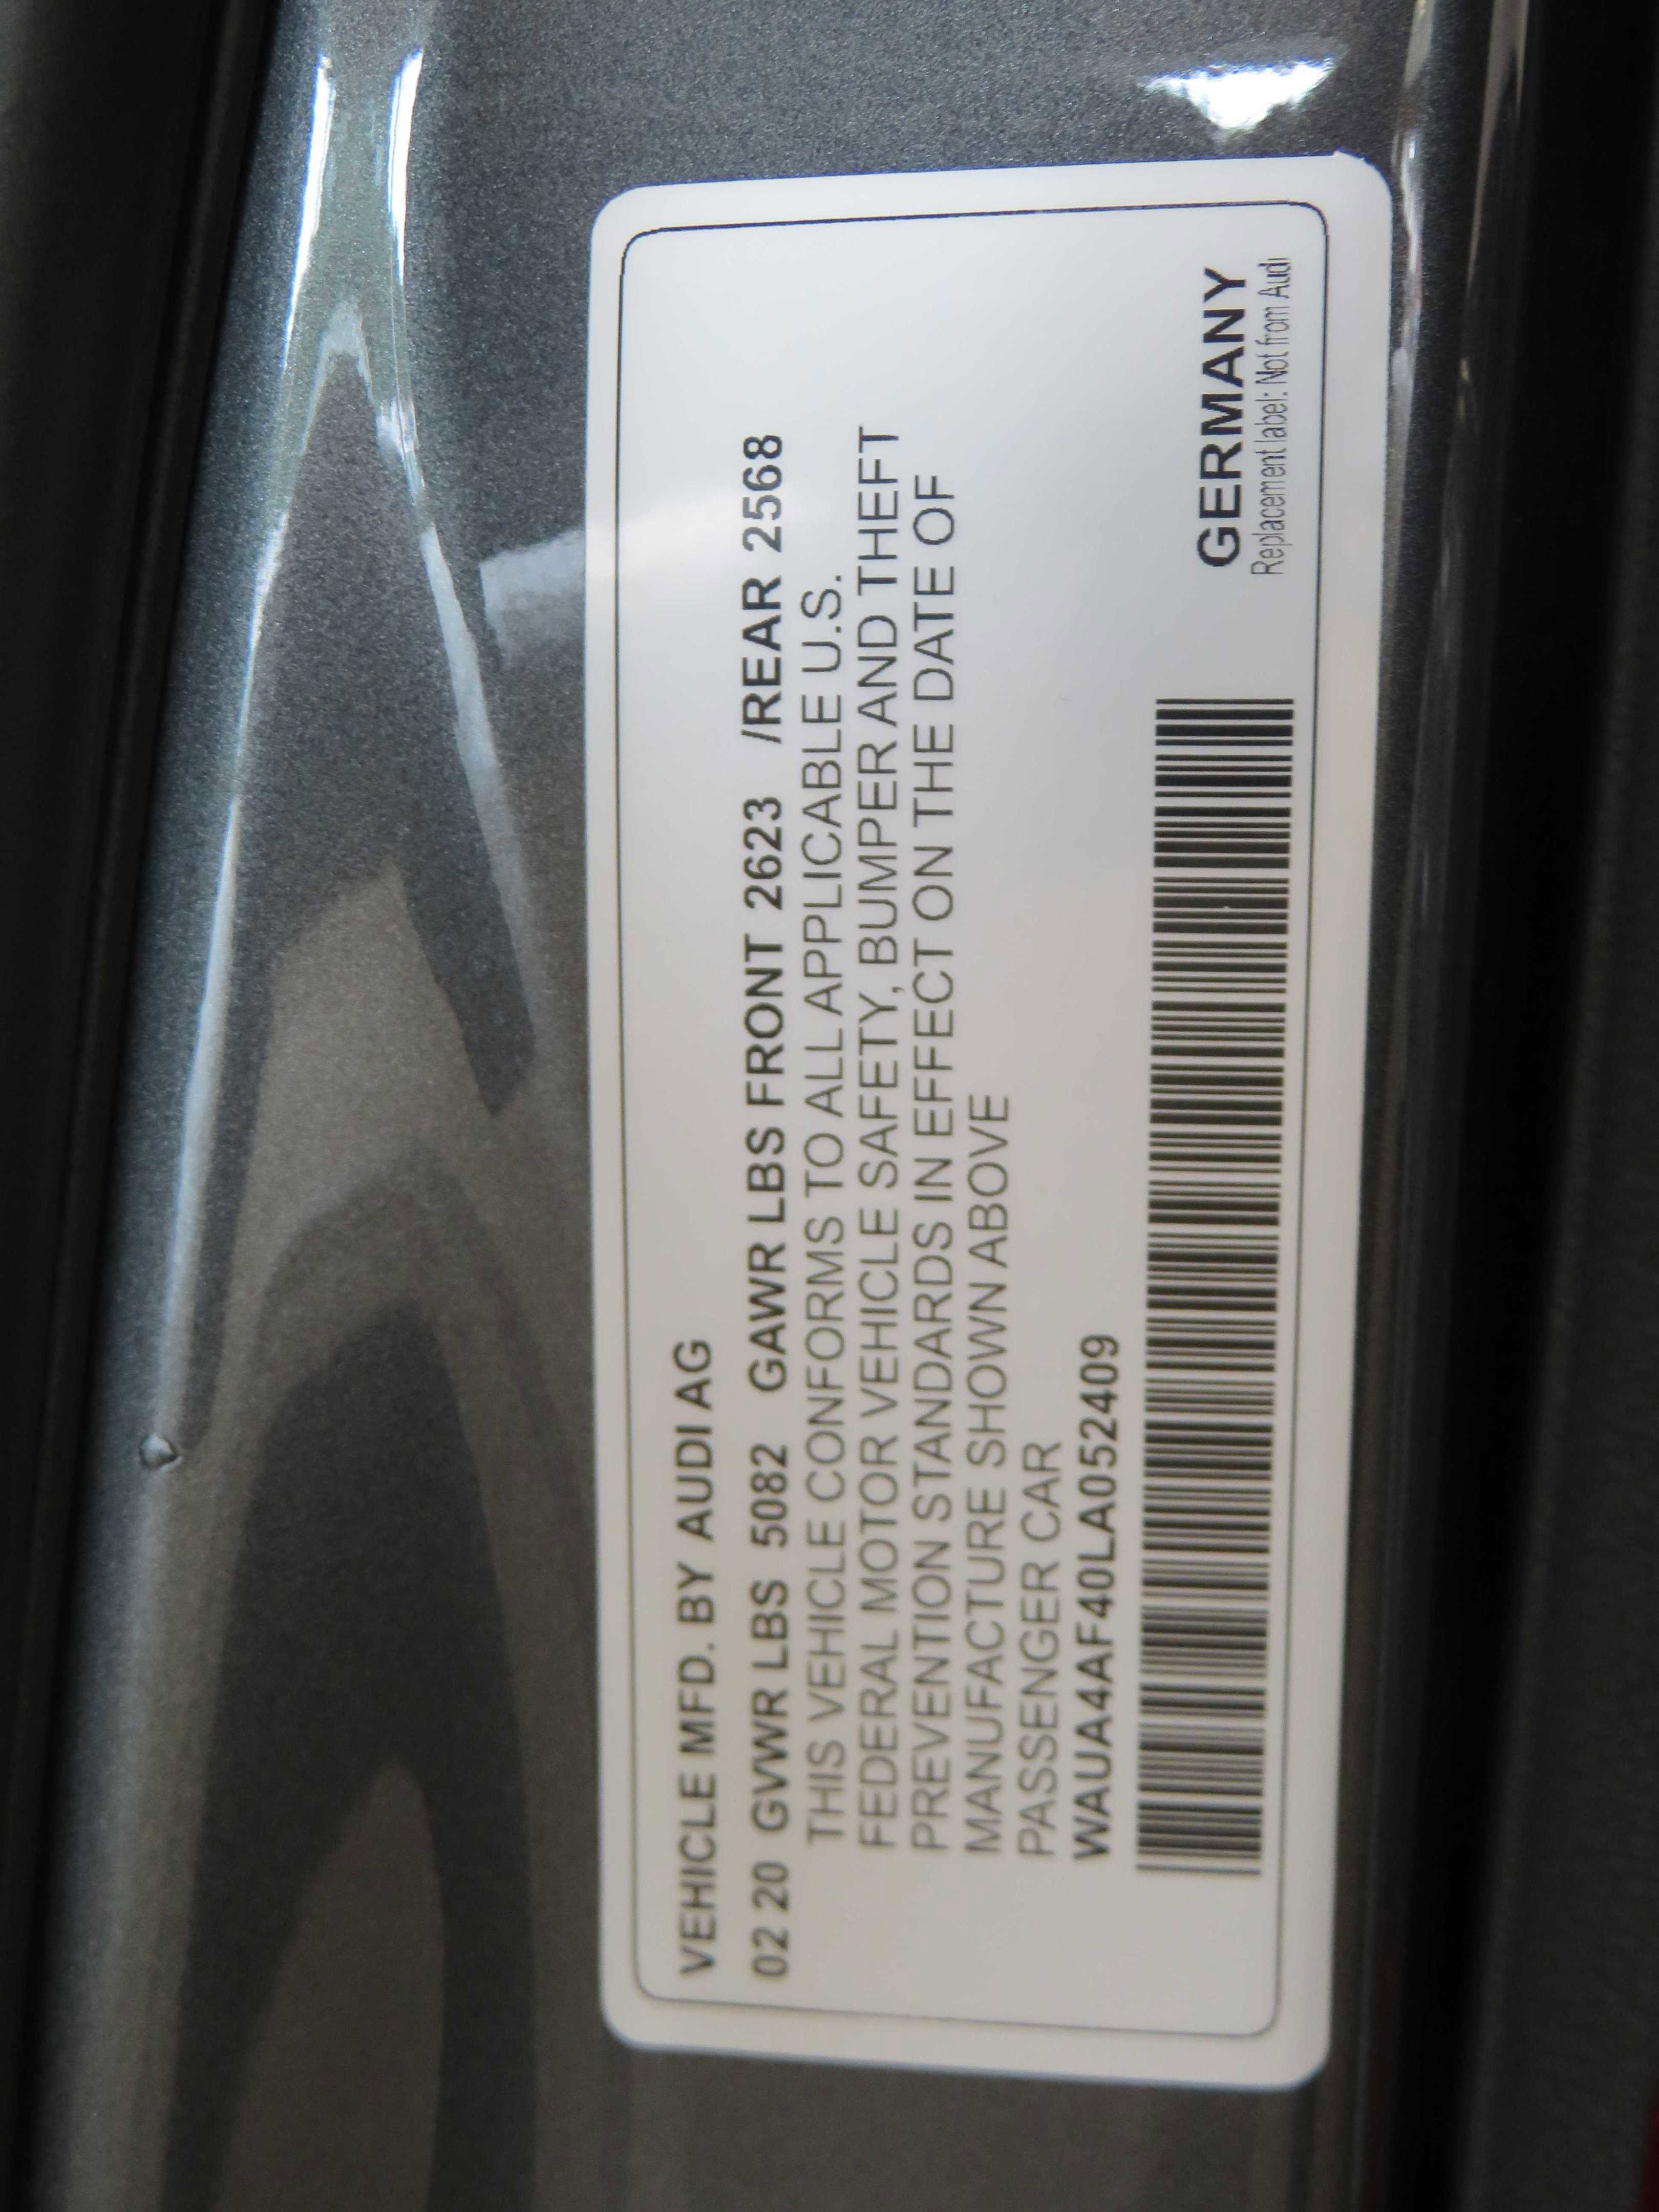 VEHICLE MFD. BY AUDI AG
02 20 GVWR LBS 5082 GAWR LBS FRONT 2623 /REAR 2568
THIS VEHICLE CONFORMS TO ALL APPLICABLE U.S.
FEDERAL MOTOR VEHICLE SAFETY, BUMPER AND THEFT
PREVENTION STANDARDS IN EFFECT ON THE DATE OF
MANUFACTURE SHOWN ABOVE
PASSENGER CAR
WAUA4AF40LA052409
GERMANY
Replacement label: Not from Audi